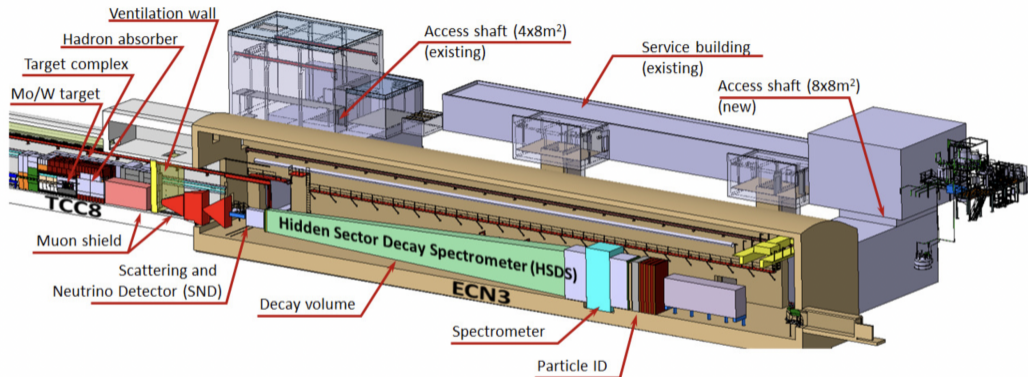 Ventilation wall
Hadron absorber
Target complex
Mo/W target
Access shaft (4x8m²)
(existing)
Service building
(existing)
Access shaft (8x8m²)
(new)
TCC8
Muon shield
Scattering and
Neutrino Detector (SND)
Hidden Sector Decay Spectrometer (HSDS)
Decay volume
ECN3
Spectrometer
Particle ID